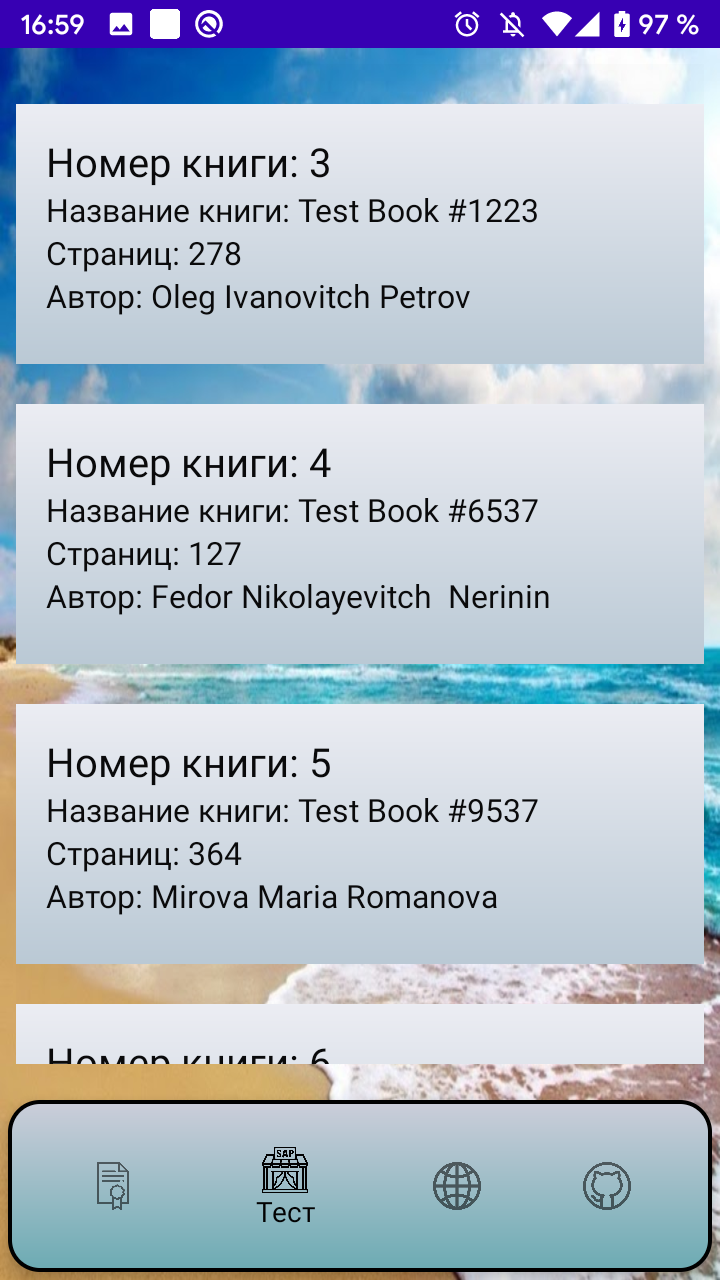 16:59
97 %
Номер книги: 3
Название книги: Test Book #1223
Страниц: 278
Автор: Oleg Ivanovitch Petrov
Номер книги: 4
Название книги: Test Book #6537
Страниц: 127
Автор: Fedor Nikolayevitch  Nerinin
Номер книги: 5
Название книги: Test Book #9537
Страниц: 364
Автор: Mirova Maria Romanova
Номер книги: 6
SAP
Тест